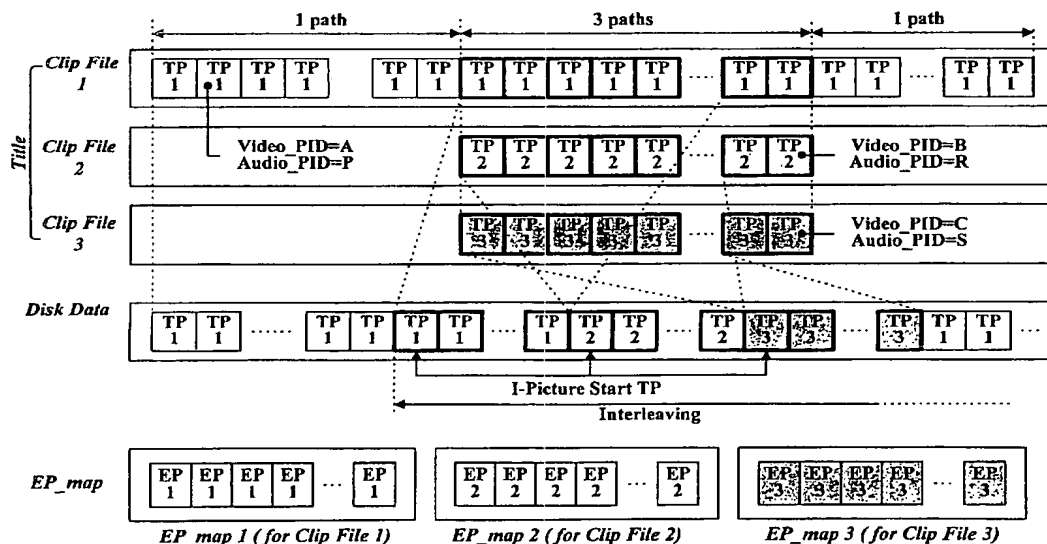 1 path 3 paths 1 path
Title
Clip File 1
TP 1 TP 1 TP 1 TP 1 TP 1 TP 1 TP 1 TP 1 TP 1 TP 1 TP 1 ····· TP 1 TP 1 TP 1 TP 1 ····· TP 1 TP 1
Video_PID=A
Audio_PID=P
Clip File 2
TP 2 TP 2 TP 2 TP 2 TP 2 ····· TP 2 TP 2
Video_PID=B
Audio_PID=R
Clip File 3
TP 3 TP 3 TP 3 TP 3 TP 3 ····· TP 3 TP 3
Video_PID=C
Audio_PID=S
Disk Data
TP 1 TP 1 ····· TP 1 TP 1 TP 1 TP 1 ····· TP 1 TP 2 TP 2 ····· TP 2 TP 3 TP 3 ····· TP 3 TP 1 TP 1 ···
I-Picture Start TP
Interleaving
EP_map
EP 1 EP 1 EP 1 EP 1 ··· EP 1
EP 2 EP 2 EP 2 EP 2 ··· EP 2
EP 3 EP 3 EP 3 EP 3 ··· EP 3
EP_map 1 ( for Clip File 1) EP_map 2 ( for Clip File 2) EP_map 3 ( for Clip File 3)